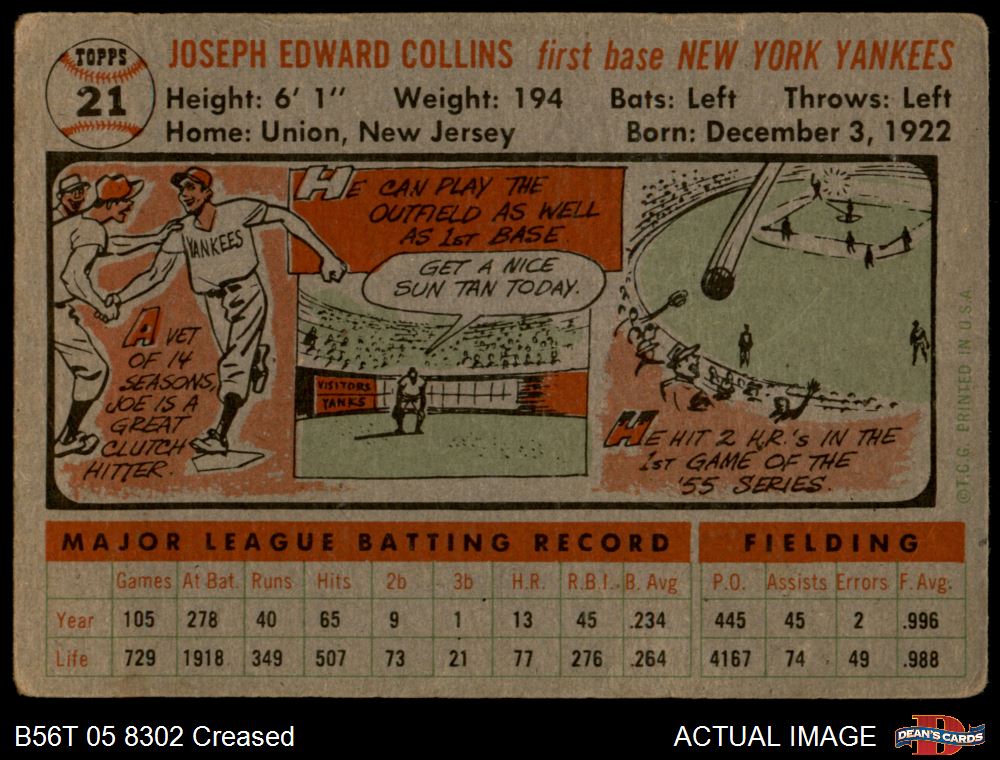 TOPPS
21
JOSEPH EDWARD COLLINS first base NEW YORK YANKEES
Height: 6' 1" Weight: 194 Bats: Left Throws: Left
Home: Union, New Jersey Born: December 3, 1922
YANKEES
A VET
OF 14
SEASONS,
JOE IS A
GREAT
CLUTCH
HITTER.
HE CAN PLAY THE
OUTFIELD AS WELL
AS 1ST BASE.
GET A NICE
SUN TAN TODAY.
VISITORS
YANKS
HE HIT 2 H.R.'s IN THE
1ST GAME OF THE
'55 SERIES.
©T.C.G. PRINTED IN U.S.A.
MAJOR LEAGUE BATTING RECORD FIELDING
Games At Bat. Runs Hits 2b 3b H.R. R.B.I. B. Avg P.O. Assists Errors F. Avg.
Year 105 278 40 65 9 1 13 45 .234 445 45 2 .996
Life 729 1918 349 507 73 21 77 276 .264 4167 74 49 .988
B56T 05 8302 Creased ACTUAL IMAGE
DEAN'S CARDS